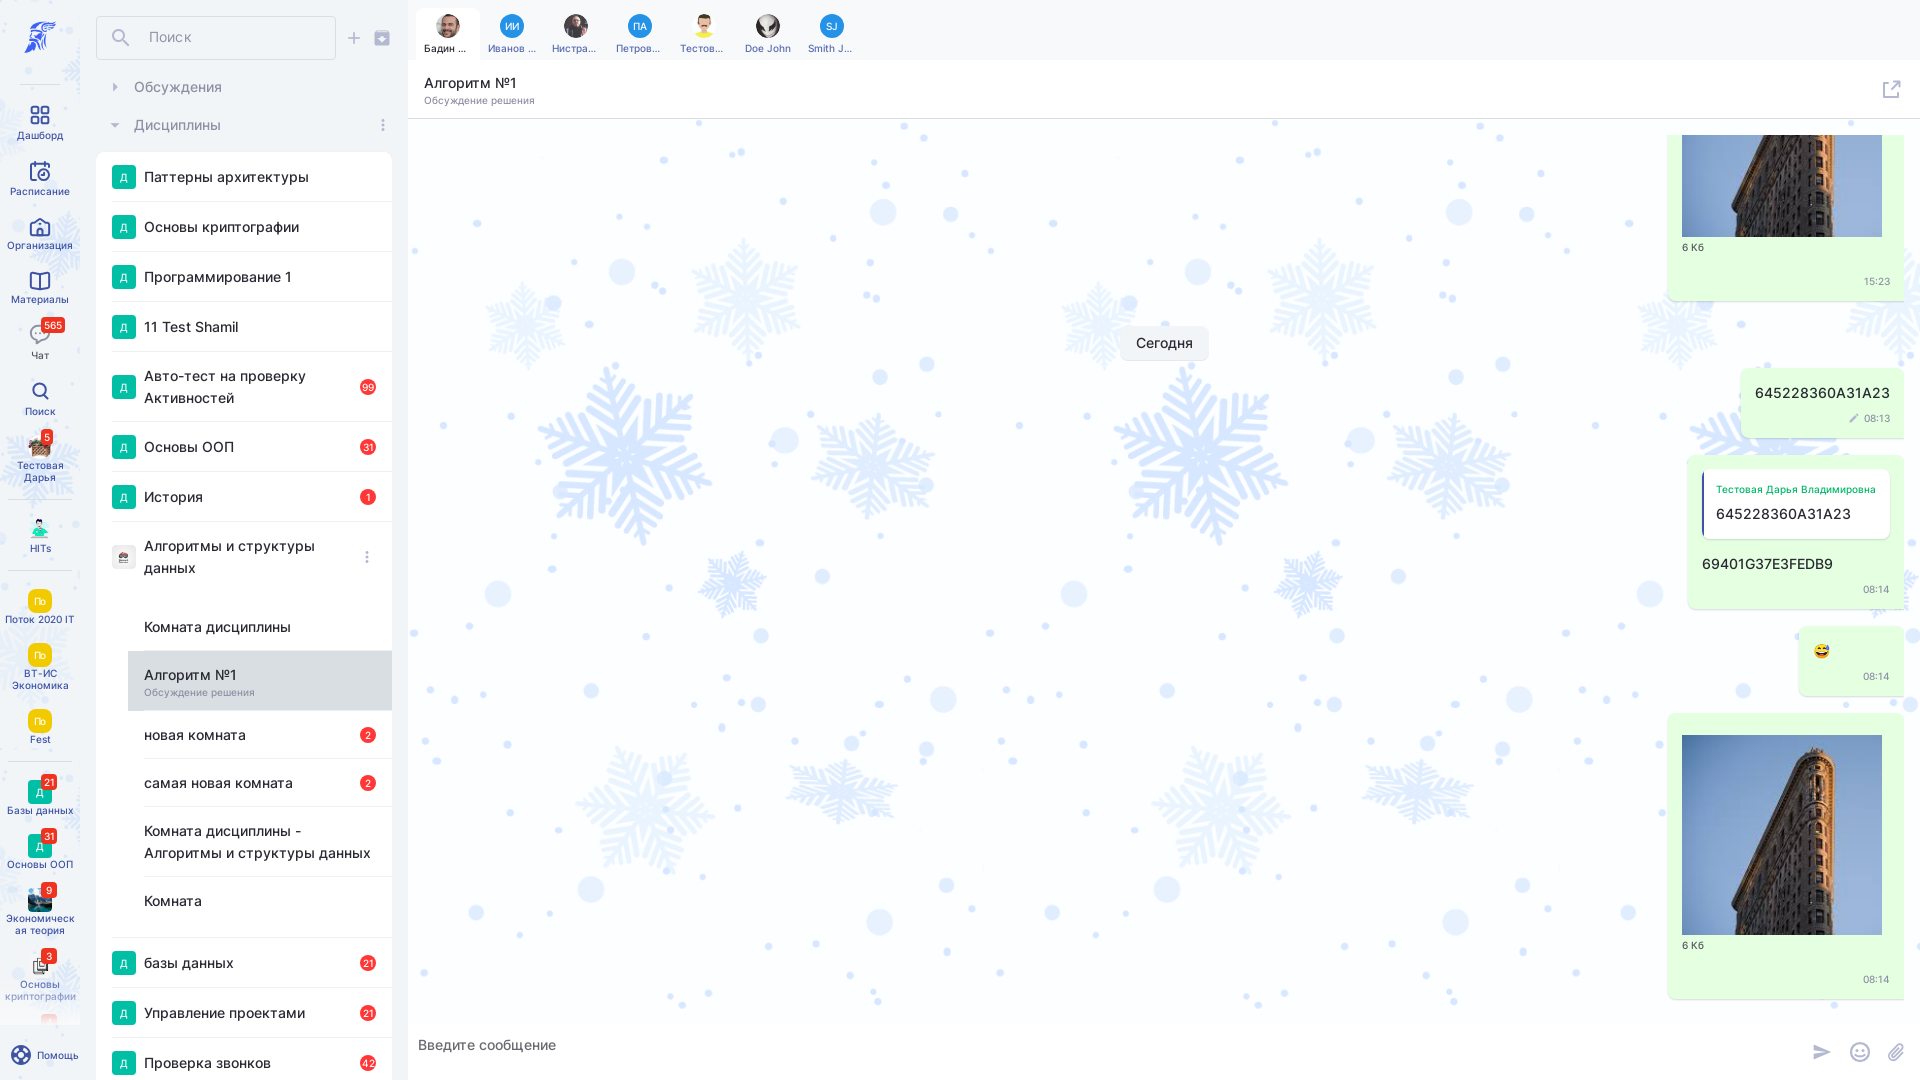 Дашборд
Расписание
Организация
Материалы
565
Чат
Поиск
5
Тестовая
Дарья
HITs
По
Поток 2020 IT
По
ВТ-ИС
Экономика
По
Fest
21
Д
Базы данных
31
Д
Основы ООП
9
Экономическ
ая теория
3
Основы
криптографии
Помощь
Поиск
Обсуждения
Дисциплины
Д
Паттерны архитектуры
Д
Основы криптографии
Д
Программирование 1
Д
11 Test Shamil
Д
Авто-тест на проверку
Активностей
99
Д
Основы ООП
31
Д
История
1
Алгоритмы и структуры
данных
Комната дисциплины
Алгоритм №1
Обсуждение решения
новая комната
2
самая новая комната
2
Комната дисциплины -
Алгоритмы и структуры данных
Комната
Д
базы данных
21
Д
Управление проектами
21
Д
Проверка звонков
42
Бадин ...
ИИ
Иванов ...
Нистра...
ПА
Петров...
Тестов...
Doe John
SJ
Smith J...
Алгоритм №1
Обсуждение решения
6 Кб
15:23
Сегодня
645228360A31A23
08:13
Тестовая Дарья Владимировна
645228360A31A23
69401G37E3FEDB9
08:14
08:14
6 Кб
08:14
Введите сообщение